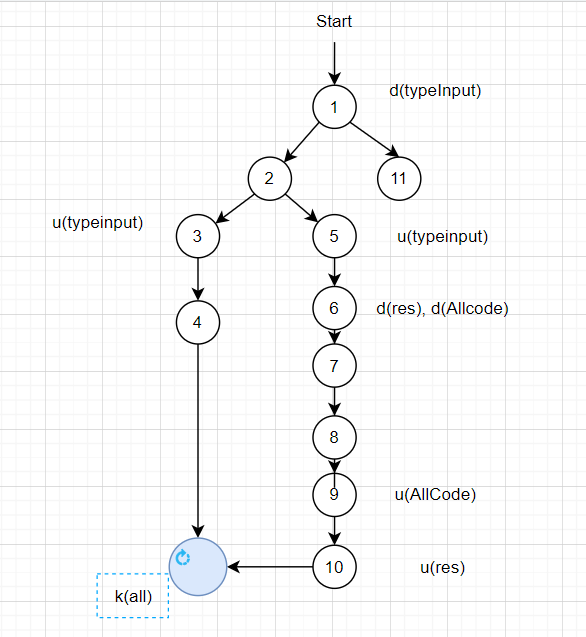 Start
d(typeInput)
1
2
11
u(typeinput)
3
5
u(typeinput)
4
6
d(res), d(Allcode)
7
8
9
u(AllCode)
10
u(res)
k(all)